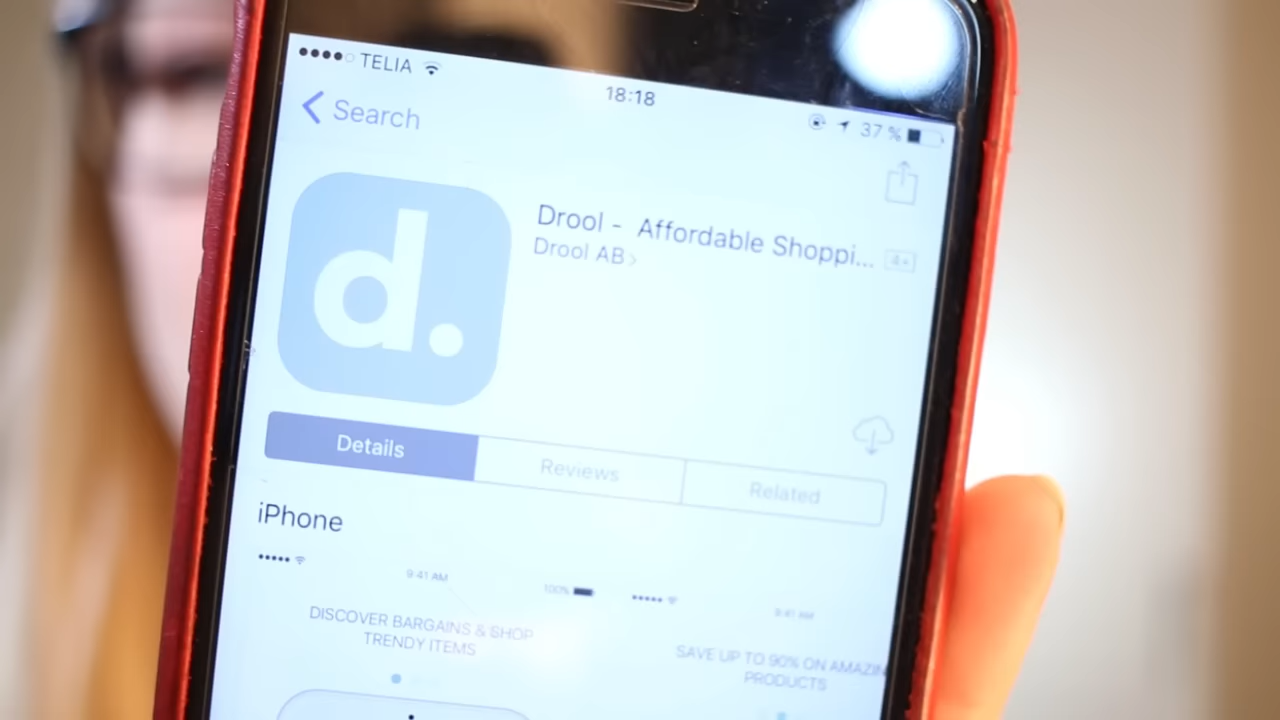 TELIA
18:18
37 %
Search
d.
Drool - Affordable Shoppi...
4+
Drool AB
Details
Reviews
Related
iPhone
9:41 AM
100%
9:41 AM
DISCOVER BARGAINS & SHOP
TRENDY ITEMS
SAVE UP TO 90% ON AMAZIN
PRODUCTS